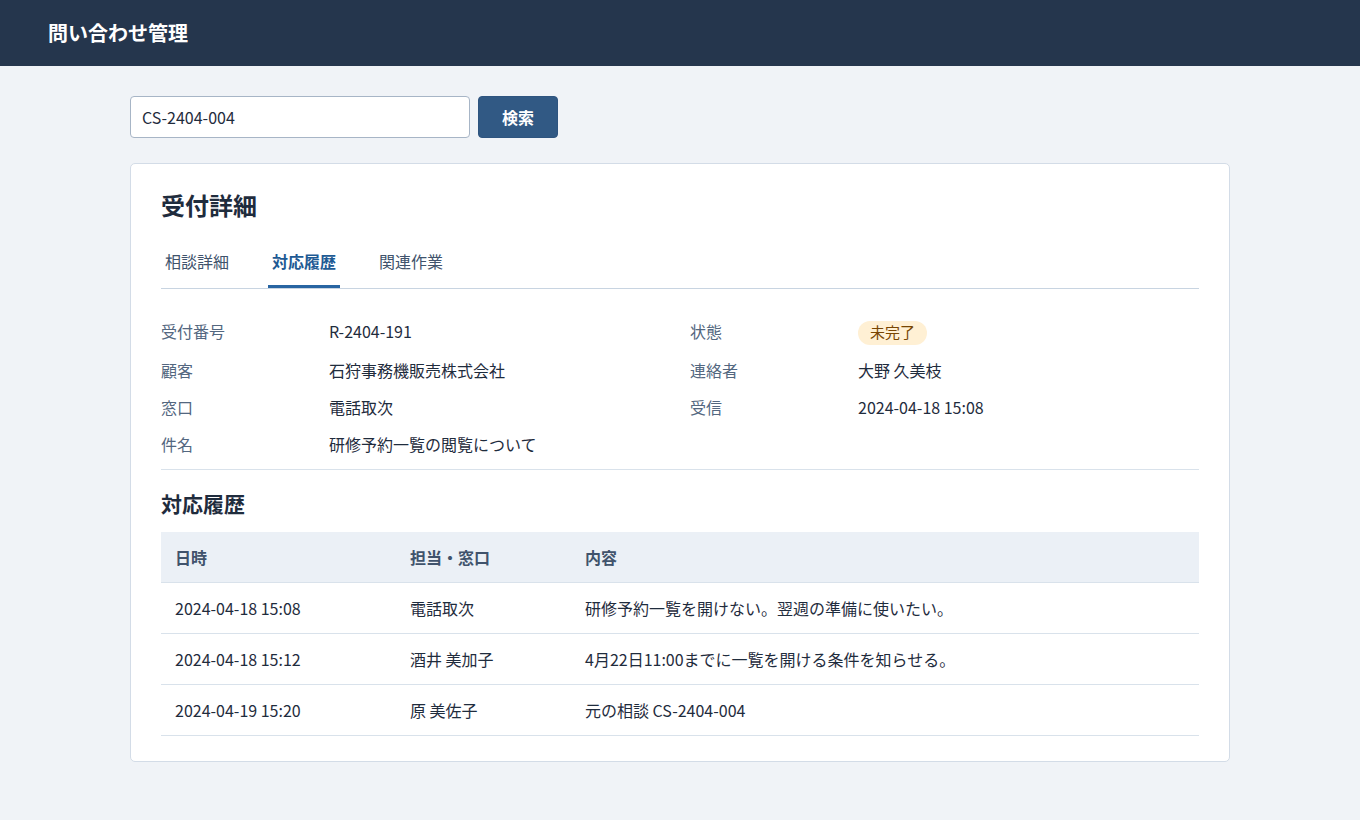 問い合わせ管理
CS-2404-004 検索
受付詳細
相談詳細 対応履歴 関連作業
受付番号 R-2404-191 状態 未完了
顧客 石狩事務機販売株式会社 連絡者 大野 久美枝
窓口 電話取次 受信 2024-04-18 15:08
件名 研修予約一覧の閲覧について
対応履歴
日時 担当・窓口 内容
2024-04-18 15:08 電話取次 研修予約一覧を開けない。翌週の準備に使いたい。
2024-04-18 15:12 酒井 美加子 4月22日11:00までに一覧を開ける条件を知らせる。
2024-04-19 15:20 原 美佐子 元の相談 CS-2404-004